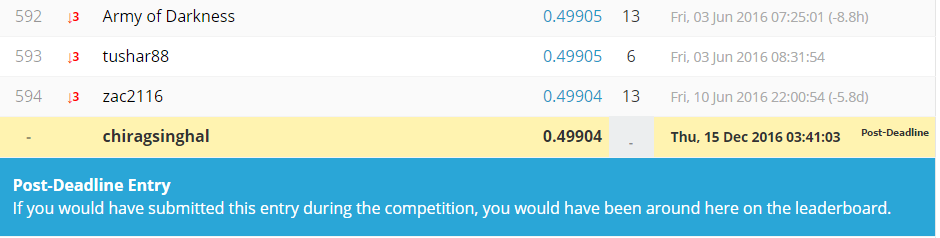 592 ↓3 Army of Darkness 0.49905 13 Fri, 03 Jun 2016 07:25:01 (-8.8h)
593 ↓3 tushar88 0.49905 6 Fri, 03 Jun 2016 08:31:54
594 ↓3 zac2116 0.49904 13 Fri, 10 Jun 2016 22:00:54 (-5.8d)
- chiragsinghal 0.49904 - Thu, 15 Dec 2016 03:41:03 Post-Deadline
Post-Deadline Entry
If you would have submitted this entry during the competition, you would have been around here on the leaderboard.